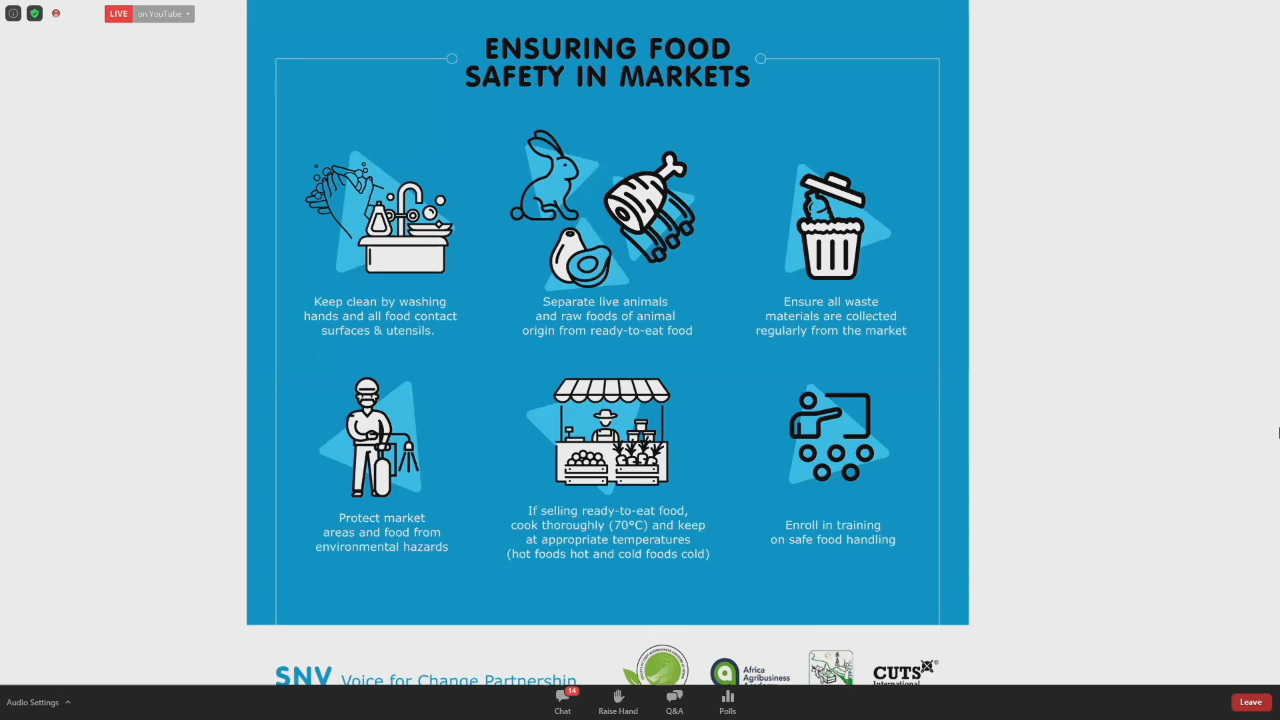 LIVE on YouTube
ENSURING FOOD
SAFETY IN MARKETS
Keep clean by washing
hands and all food contact
surfaces & utensils.
Separate live animals
and raw foods of animal
origin from ready-to-eat food
Ensure all waste
materials are collected
regularly from the market
Protect market
areas and food from
environmental hazards
If selling ready-to-eat food,
cook thoroughly (70°C) and keep
at appropriate temperatures
(hot foods hot and cold foods cold)
Enroll in training
on safe food handling
SNV Voice for Change Partnership
Africa
Agribusiness
Academy
CUTS®
International
Audio Settings
14
Chat
Raise Hand
Q&A
Polls
Leave